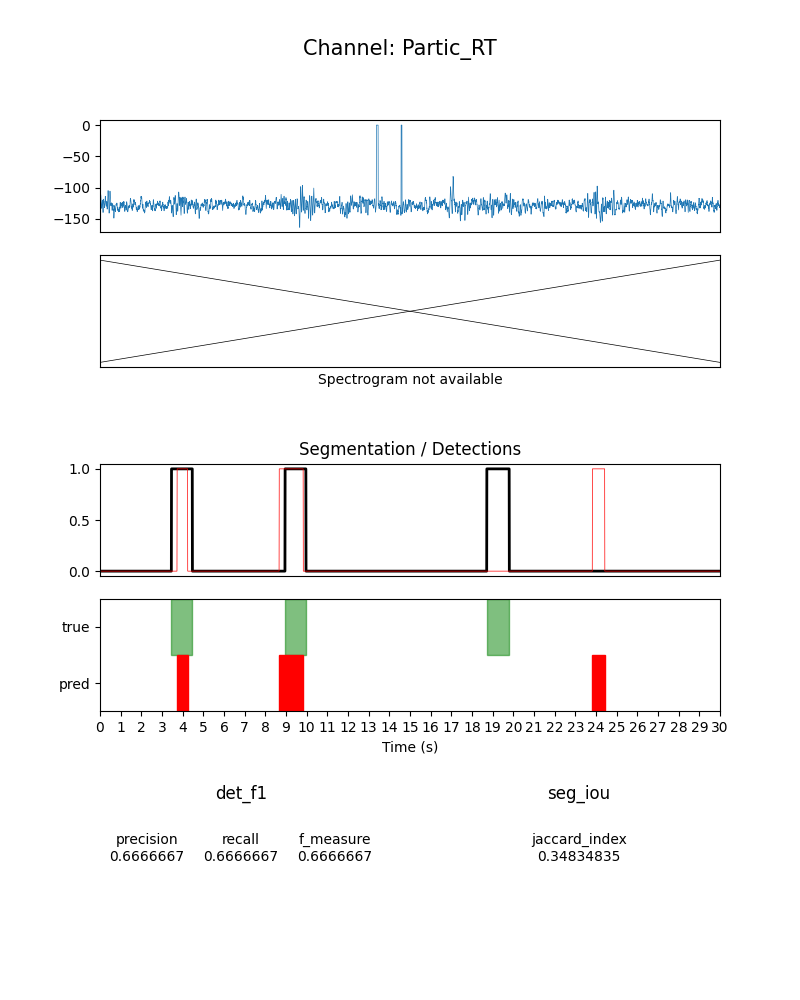 Channel: Partic_RT
0
−50
−100
−150
Spectrogram not available
Segmentation / Detections
1.0
0.5
0.0
true
pred
0 1 2 3 4 5 6 7 8 9 10 11 12 13 14 15 16 17 18 19 20 21 22 23 24 25 26 27 28 29 30
Time (s)
det_f1 seg_iou
precision recall f_measure jaccard_index
0.6666667 0.6666667 0.6666667 0.34834835